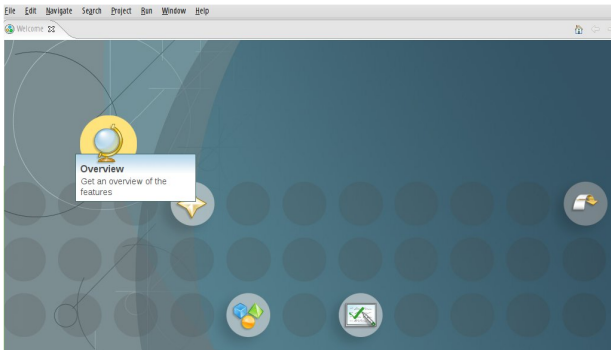 File Edit Navigate Search Project Run Window Help
Welcome
Overview
Get an overview of the
features